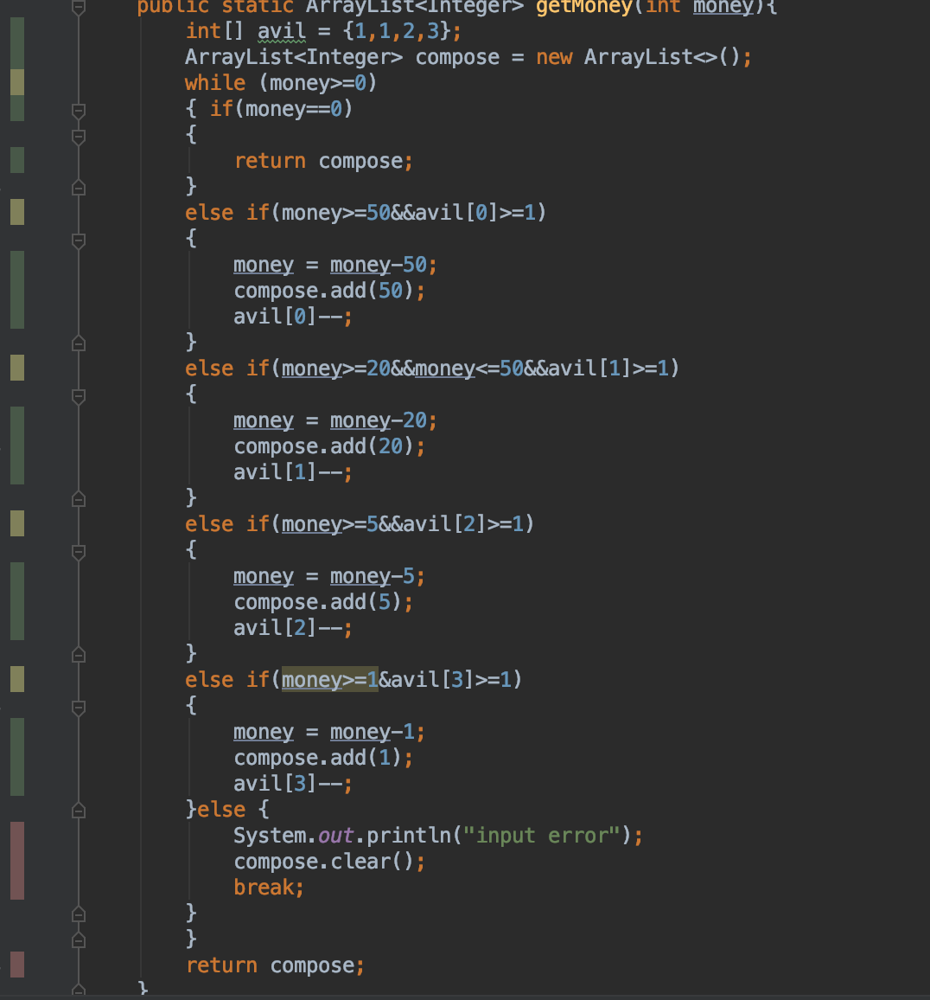 public static ArrayList<Integer> getMoney(int money){
int[] avil = {1,1,2,3};
ArrayList<Integer> compose = new ArrayList<>();
while (money>=0)
{ if(money==0)
{
return compose;
}
else if(money>=50&&avil[0]>=1)
{
money = money-50;
compose.add(50);
avil[0]--;
}
else if(money>=20&&money<=50&&avil[1]>=1)
{
money = money-20;
compose.add(20);
avil[1]--;
}
else if(money>=5&&avil[2]>=1)
{
money = money-5;
compose.add(5);
avil[2]--;
}
else if(money>=1&avil[3]>=1)
{
money = money-1;
compose.add(1);
avil[3]--;
}else {
System.out.println("input error");
compose.clear();
break;
}
}
return compose;
}